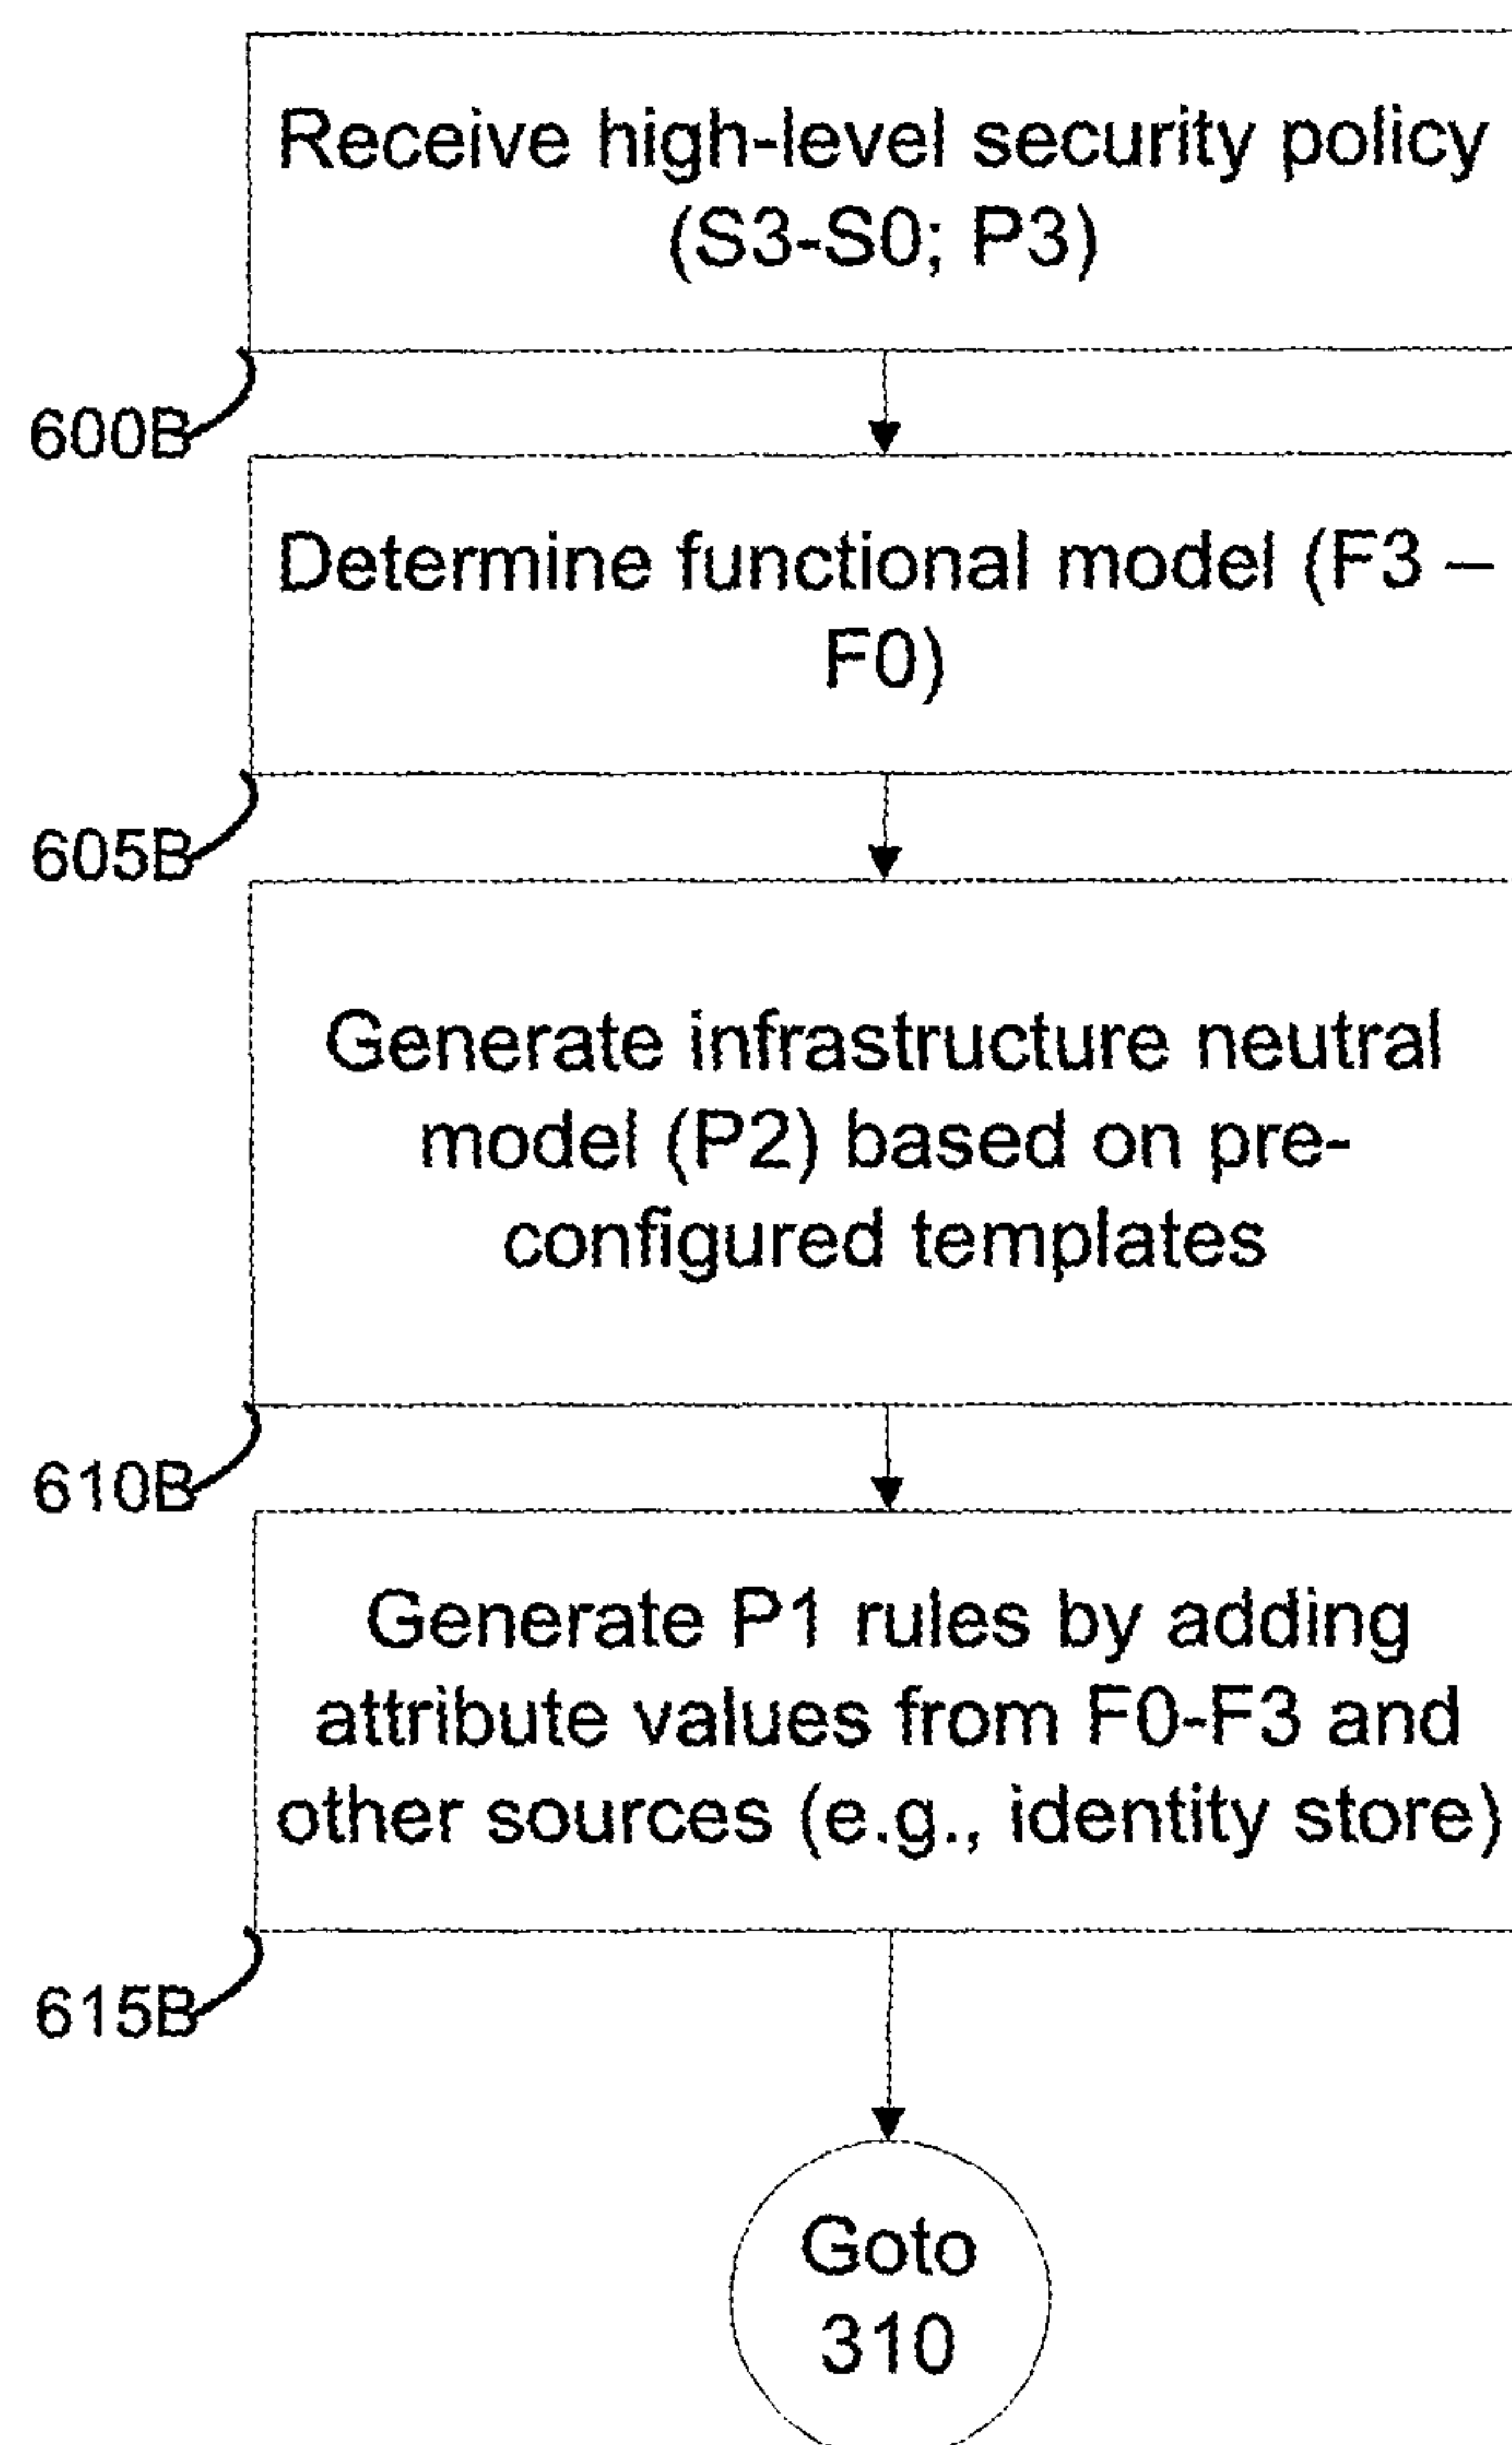 Receive high-level security policy
(S3-S0; P3)
600B
Determine functional model (F3 –
F0)
605B
Generate infrastructure neutral
model (P2) based on pre-
configured templates
610B
Generate P1 rules by adding
attribute values from F0-F3 and
other sources (e.g., identity store)
615B
Goto
310